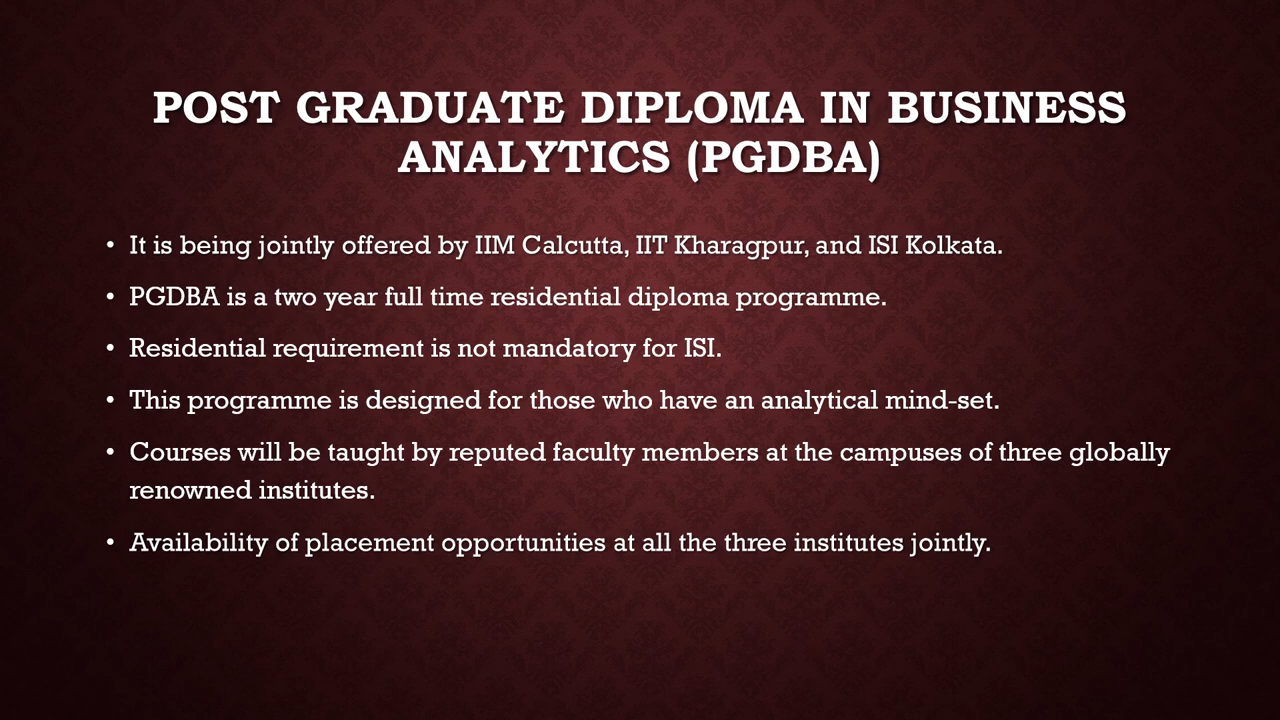 POST GRADUATE DIPLOMA IN BUSINESS
ANALYTICS (PGDBA)
• It is being jointly offered by IIM Calcutta, IIT Kharagpur, and ISI Kolkata.
• PGDBA is a two year full time residential diploma programme.
• Residential requirement is not mandatory for ISI.
• This programme is designed for those who have an analytical mind-set.
• Courses will be taught by reputed faculty members at the campuses of three globally
renowned institutes.
• Availability of placement opportunities at all the three institutes jointly.